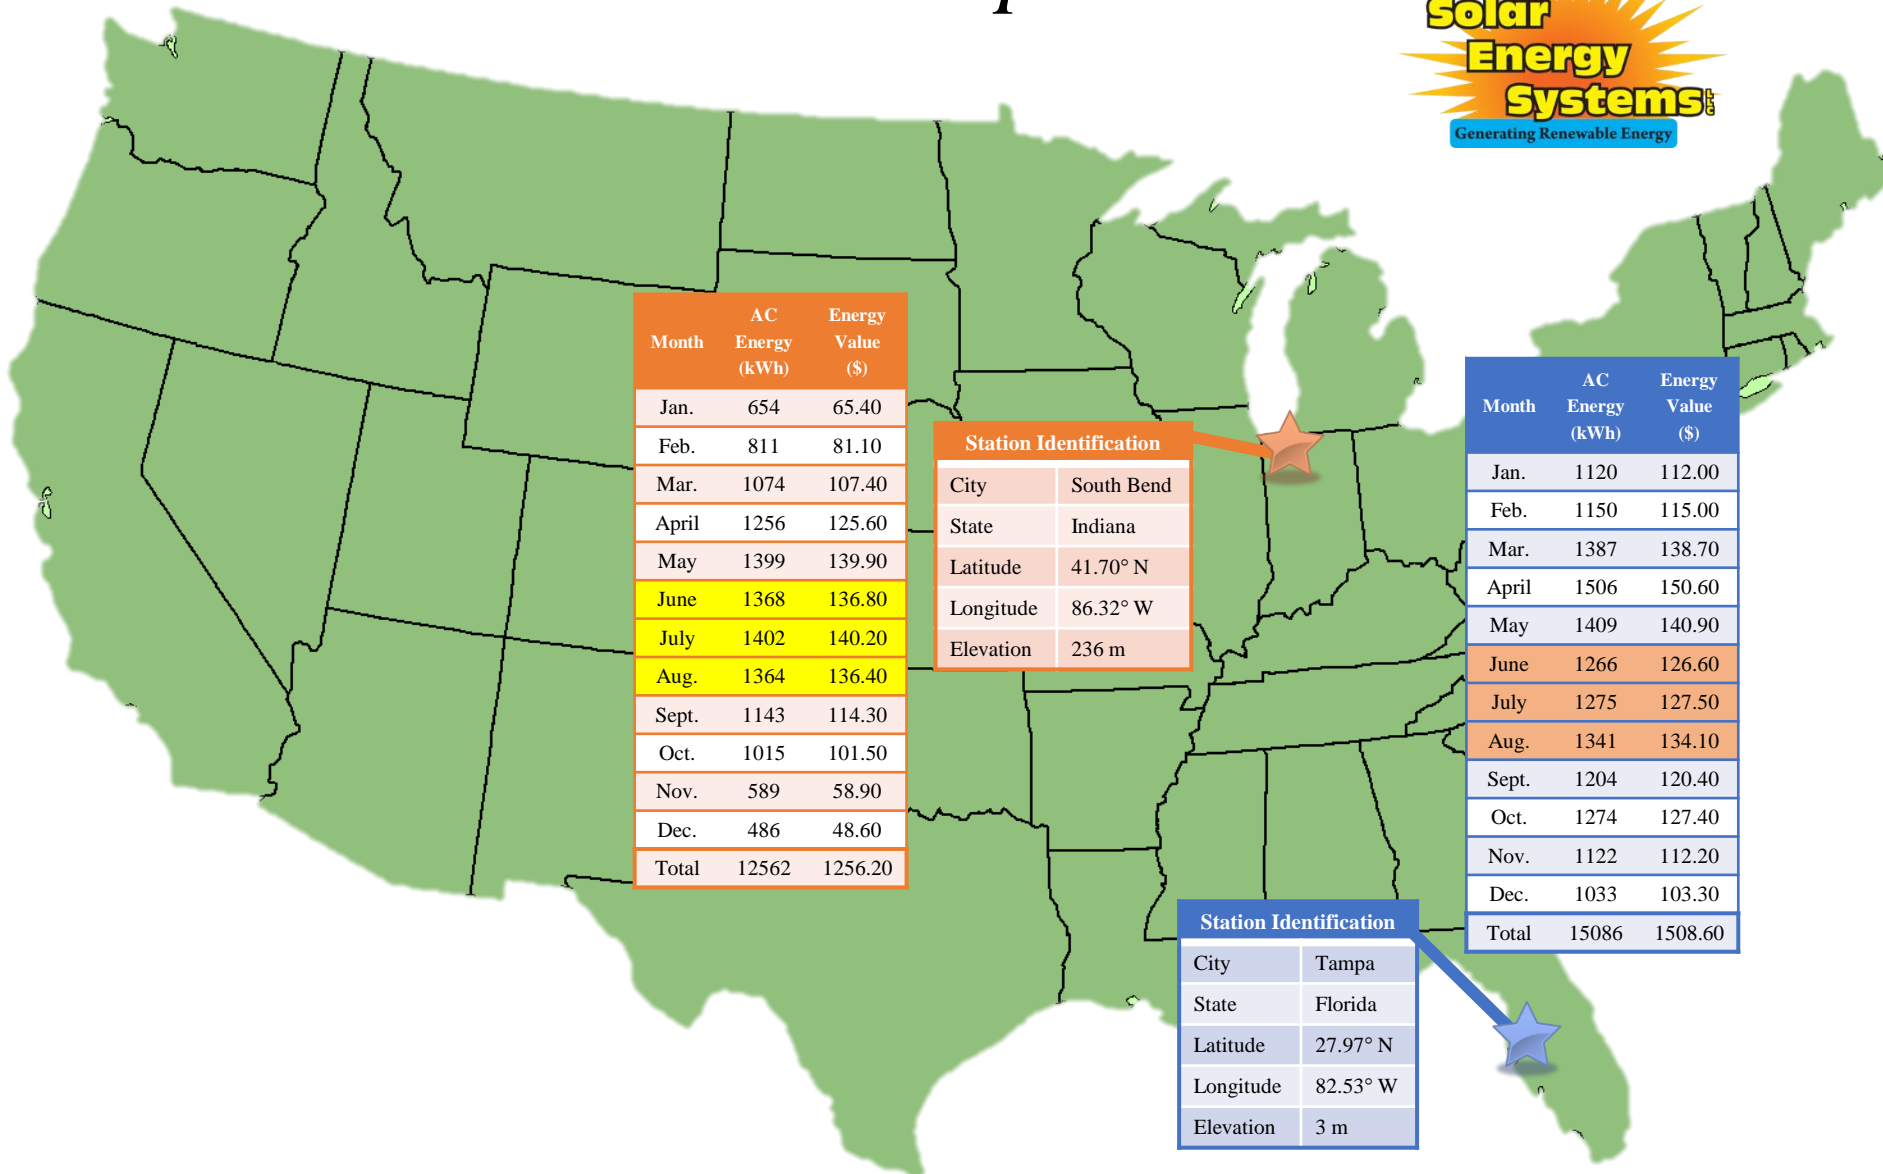 Solar
Energy
Systems LLC
Generating Renewable Energy
Month AC Energy (kWh) Energy Value ($)
Jan. 654 65.40
Feb. 811 81.10
Mar. 1074 107.40
April 1256 125.60
May 1399 139.90
June 1368 136.80
July 1402 140.20
Aug. 1364 136.40
Sept. 1143 114.30
Oct. 1015 101.50
Nov. 589 58.90
Dec. 486 48.60
Total 12562 1256.20
Station Identification
City South Bend
State Indiana
Latitude 41.70° N
Longitude 86.32° W
Elevation 236 m
Month AC Energy (kWh) Energy Value ($)
Jan. 1120 112.00
Feb. 1150 115.00
Mar. 1387 138.70
April 1506 150.60
May 1409 140.90
June 1266 126.60
July 1275 127.50
Aug. 1341 134.10
Sept. 1204 120.40
Oct. 1274 127.40
Nov. 1122 112.20
Dec. 1033 103.30
Total 15086 1508.60
Station Identification
City Tampa
State Florida
Latitude 27.97° N
Longitude 82.53° W
Elevation 3 m